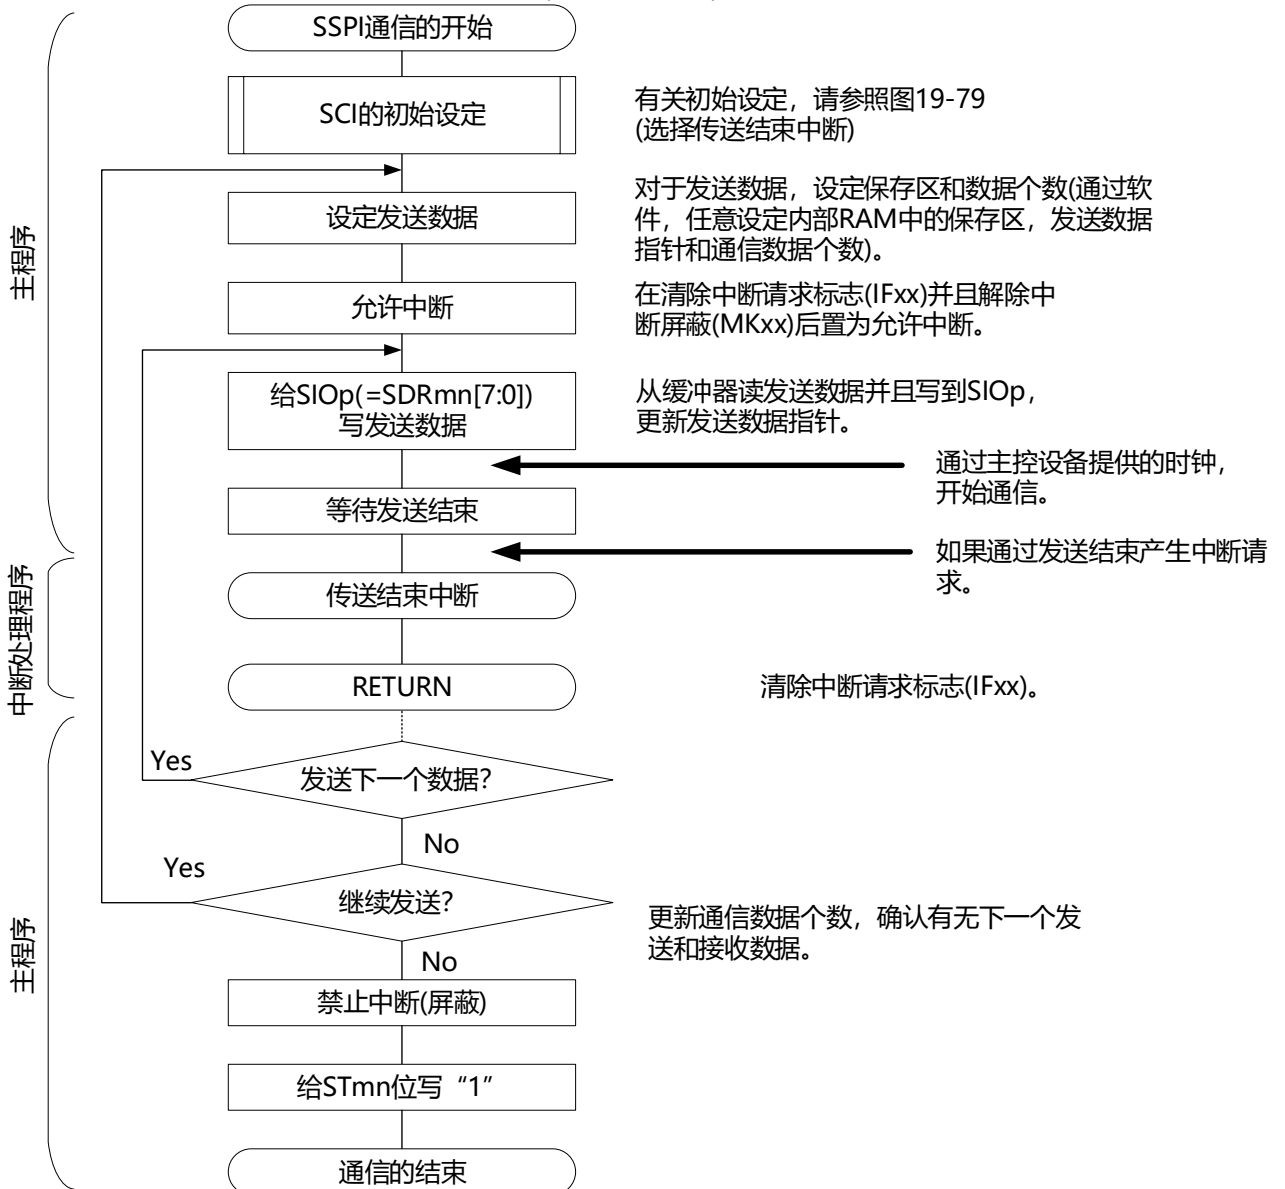 SSPI通信的开始
SCI的初始设定
有关初始设定，请参照图19-79
(选择传送结束中断)
设定发送数据
对于发送数据，设定保存区和数据个数(通过软
件，任意设定内部RAM中的保存区，发送数据
指针和通信数据个数)。
主程序
允许中断
在清除中断请求标志(IFxx)并且解除中
断屏蔽(MKxx)后置为允许中断。
给SIOp(=SDRmn[7:0])
写发送数据
从缓冲器读发送数据并且写到SIOp，
更新发送数据指针。
通过主控设备提供的时钟，
开始通信。
等待发送结束
如果通过发送结束产生中断请
求。
传送结束中断
中断处理程序
RETURN
清除中断请求标志(IFxx)。
Yes
发送下一个数据？
No
Yes
继续发送？
更新通信数据个数，确认有无下一个发
送和接收数据。
No
主程序
禁止中断(屏蔽)
给STmn位写“1”
通信的结束